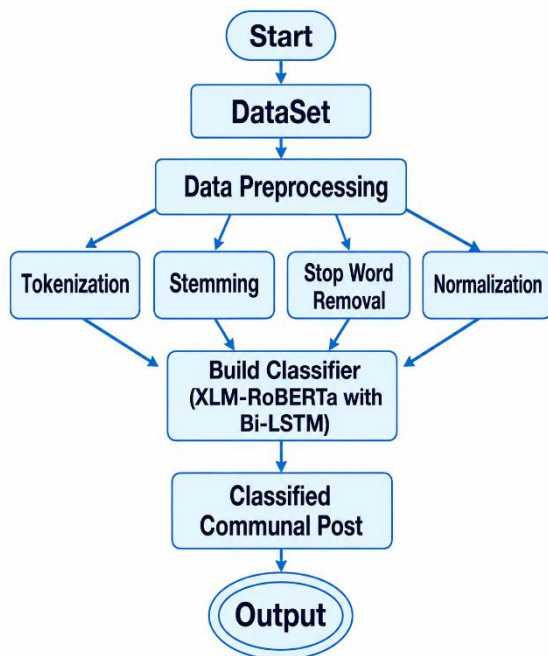 Start
DataSet
Data Preprocessing
Tokenization
Stemming
Stop Word
Removal
Normalization
Build Classifier
(XLM-RoBERTa with
Bi-LSTM)
Classified
Communal Post
Output